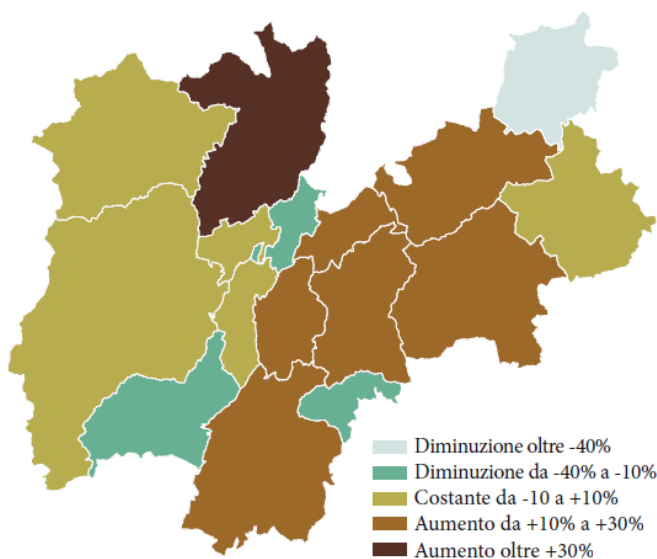 Diminuzione oltre -40%
Diminuzione da -40% a -10%
Costante da -10 a +10%
Aumento da +10% a +30%
Aumento oltre +30%